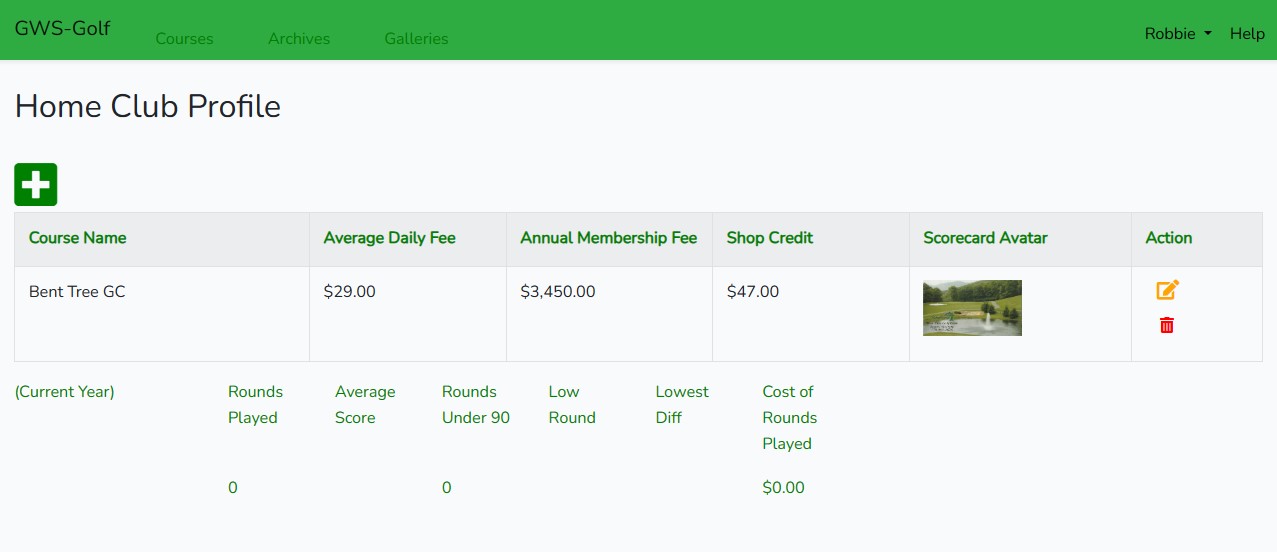 GWS-Golf Courses Archives Galleries Robbie Help
Home Club Profile
Course Name Average Daily Fee Annual Membership Fee Shop Credit Scorecard Avatar Action
Bent Tree GC $29.00 $3,450.00 $47.00
(Current Year) Rounds Average Rounds Low Lowest Cost of
Played Score Under 90 Round Diff Rounds
Played
0 0 $0.00